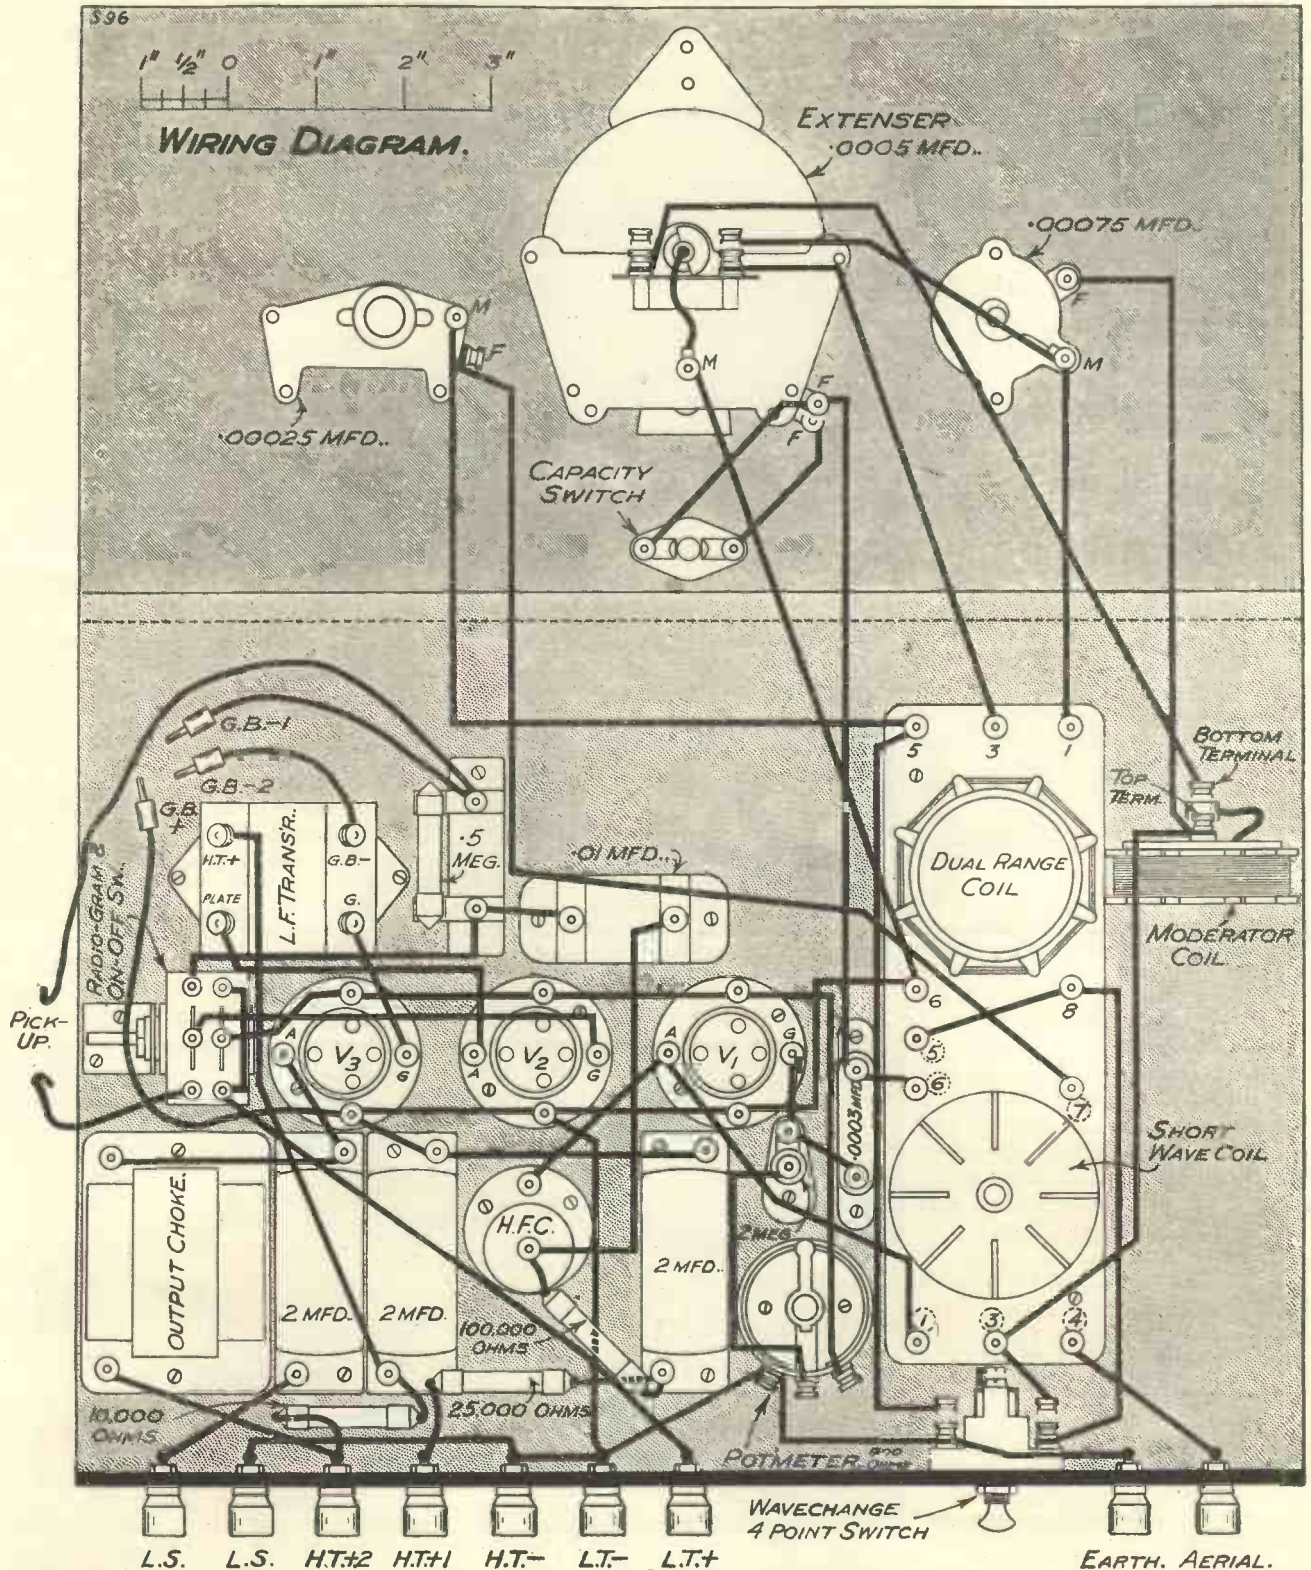 S96
1" ½" 0 1" 2" 3"
WIRING DIAGRAM.
EXTENSER
.0005 MFD..
.00075 MFD..
F
M
M
F
.00025 MFD..
M
F
F
CAPACITY
SWITCH
G.B.-1
G.B.-2
G.B.
+
5 3 1
BOTTOM
TERMINAL
TOP
TERM.
H.T.+
G.B.-
PLATE
G.
L.F. TRANS'R..
.5
MEG.
.01 MFD..
DUAL RANGE
COIL
MODERATOR
COIL
RADIO-GRAM &
ON-OFF SW.
PICK-
UP.
6 8
5
6
7
A V3 G
A V2 G
A V1 G
.0003 MFD
SHORT
WAVE COIL
OUTPUT CHOKE.
H.F.C.
2 MEG.
2 MFD..
2 MFD..
2 MFD.
100,000
OHMS
1 3 4
10,000
OHMS
25,000 OHMS
POTMETER
OHMS
WAVECHANGE
4 POINT SWITCH
L.S. L.S. H.T.+2 H.T.+1 H.T.- L.T.- L.T.+
EARTH. AERIAL.